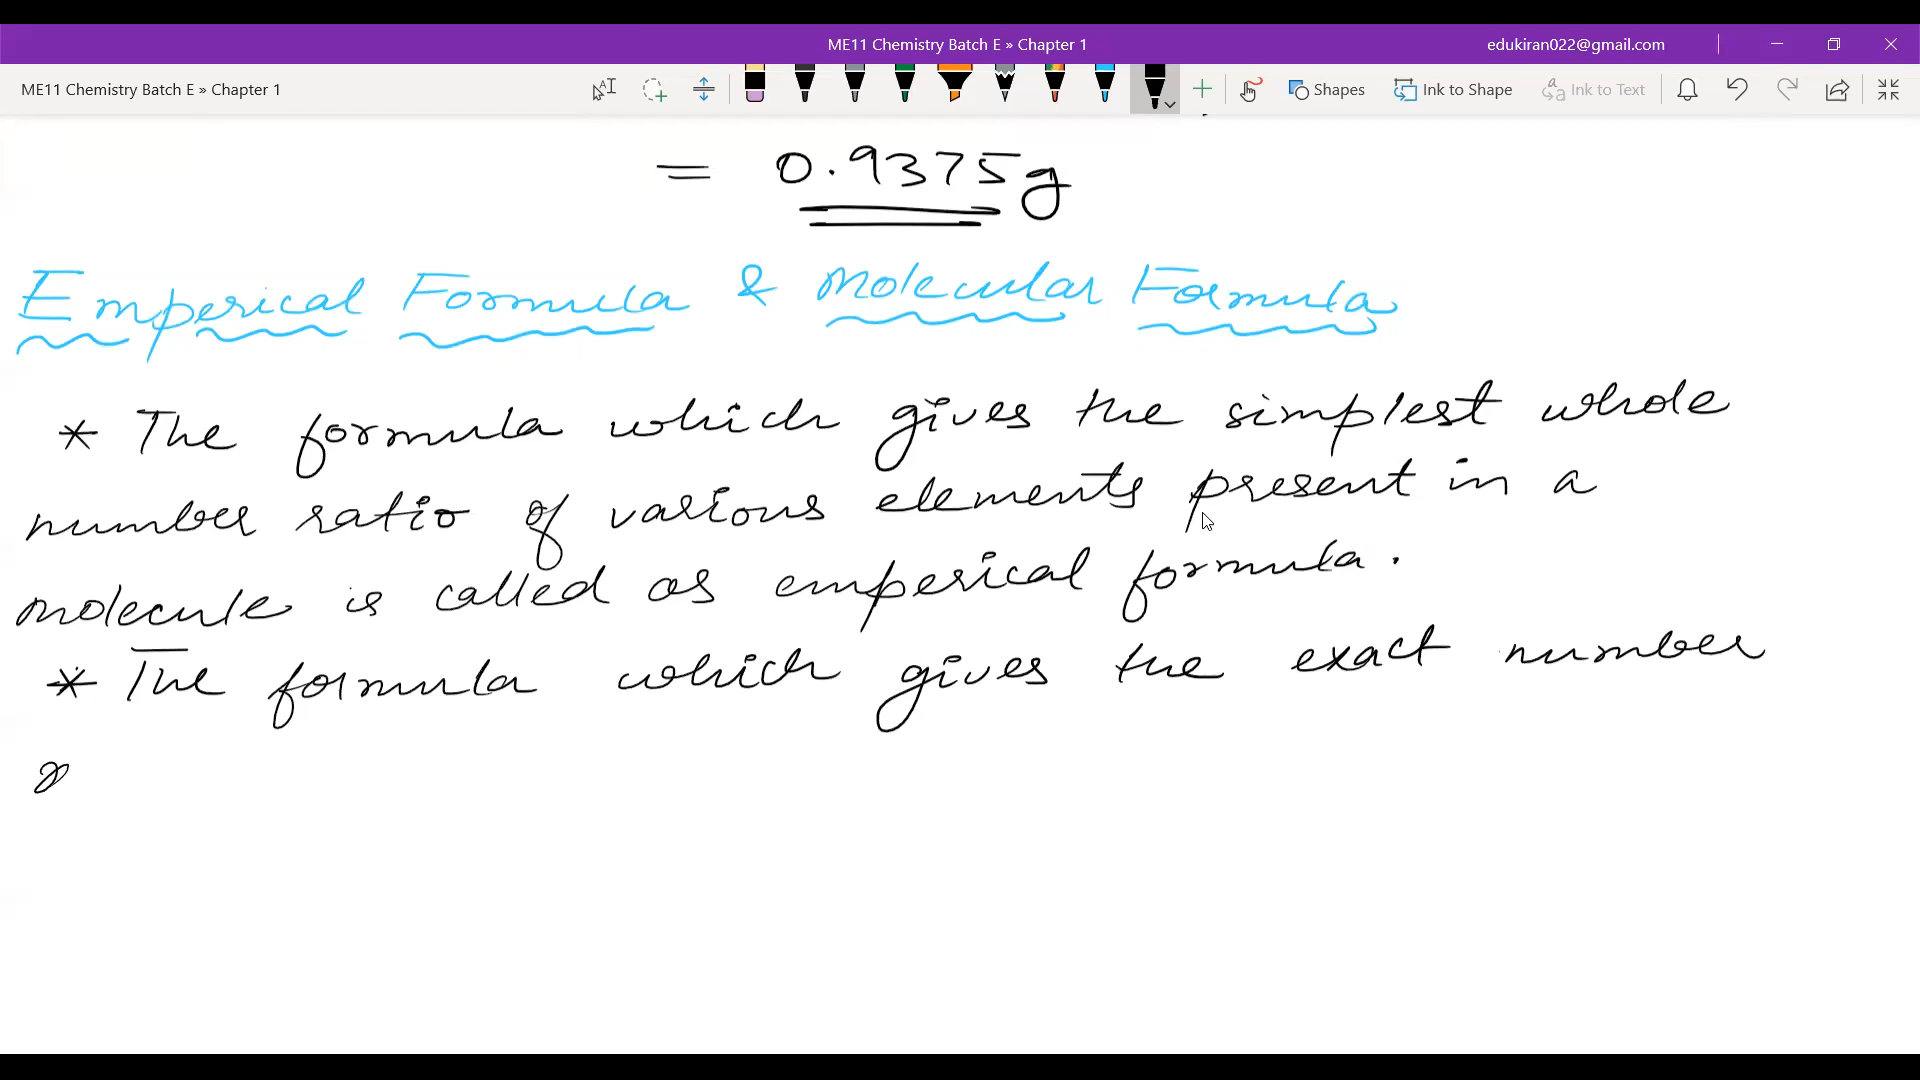 ME11 Chemistry Batch E » Chapter 1
edukiran022@gmail.com
ME11 Chemistry Batch E » Chapter 1
Shapes
Ink to Shape
Ink to Text
= 0.9375g
Emperical Formula & Molecular Formula
* The formula which gives the simplest whole
number ratio of various elements present in a
molecule is called as emperical formula.
* The formula which gives the exact number